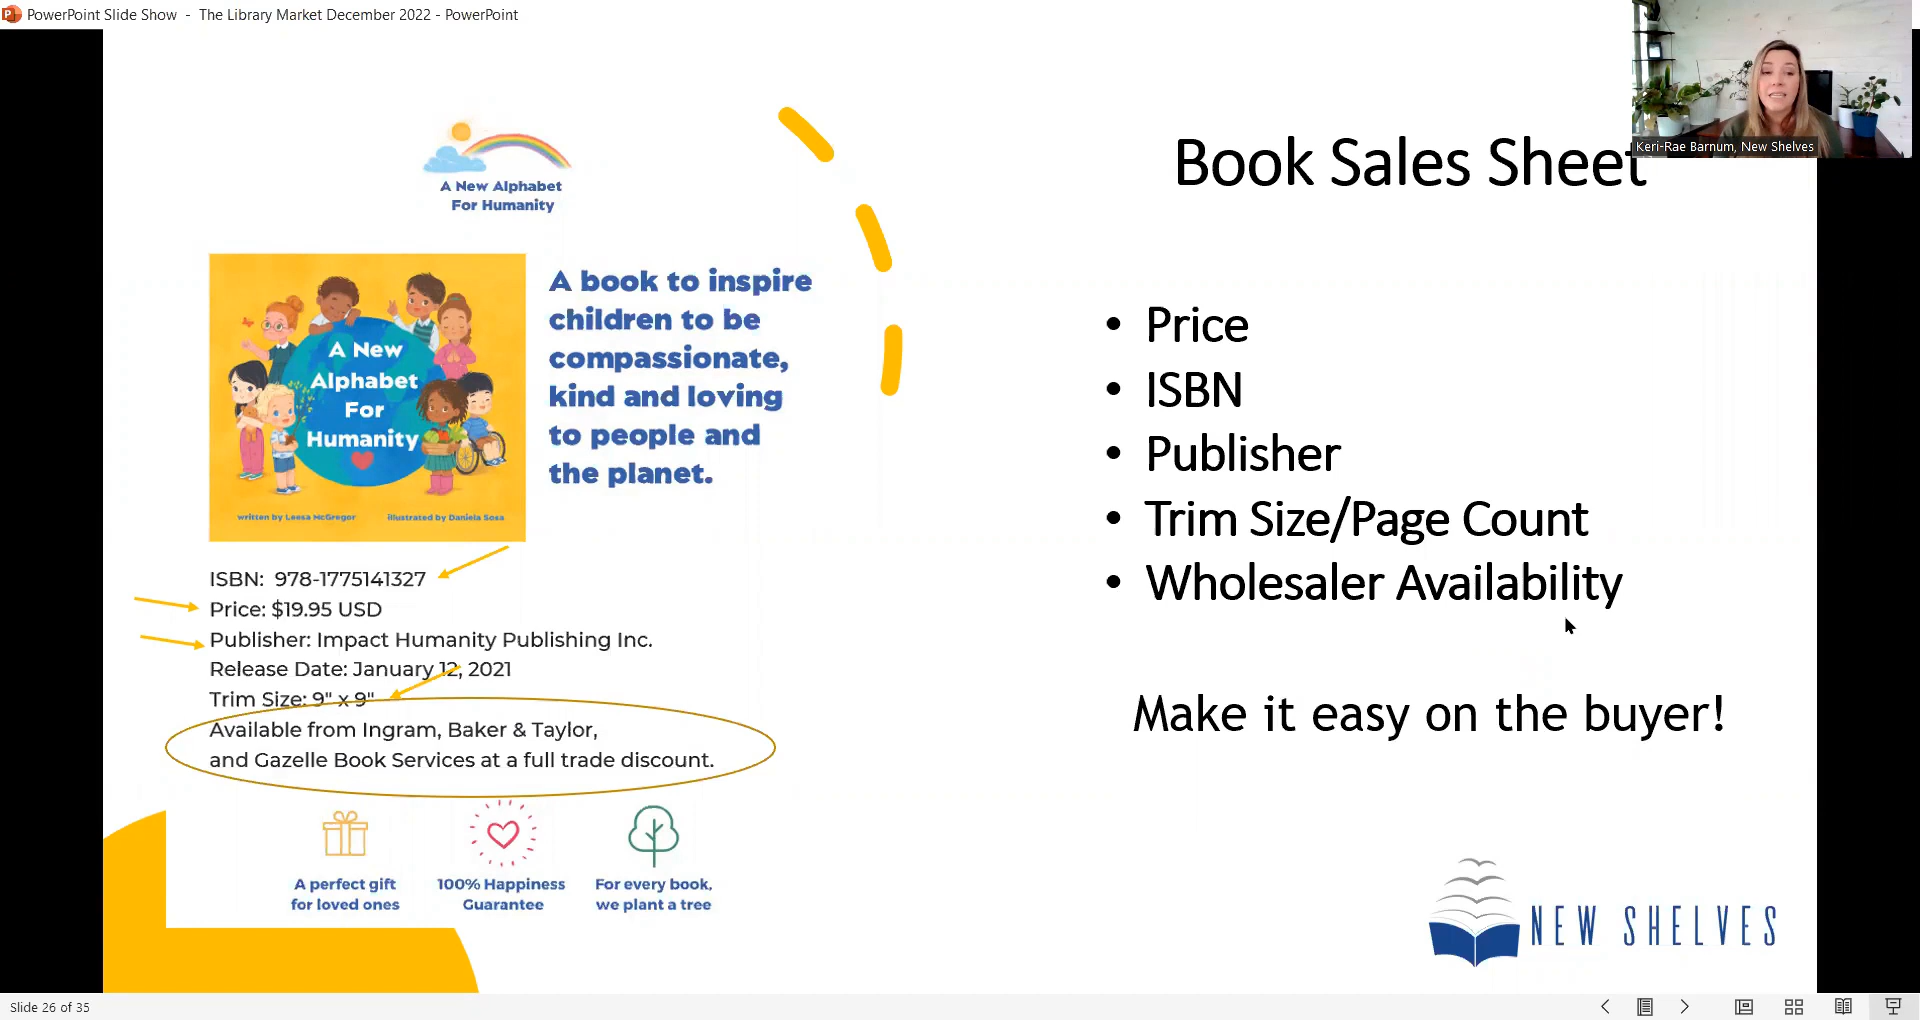 PowerPoint Slide Show - The Library Market December 2022 - PowerPoint
Keri-Rae Barnum, New Shelves
A New Alphabet
For Humanity
A New
Alphabet
For
Humanity
written by Leesa McGregor illustrated by Daniela Sosa
A book to inspire
children to be
compassionate,
kind and loving
to people and
the planet.
ISBN: 978-1775141327
Price: $19.95 USD
Publisher: Impact Humanity Publishing Inc.
Release Date: January 12, 2021
Trim Size: 9" x 9"
Available from Ingram, Baker & Taylor,
and Gazelle Book Services at a full trade discount.
A perfect gift
for loved ones
100% Happiness
Guarantee
For every book,
we plant a tree
Book Sales Sheet
• Price
• ISBN
• Publisher
• Trim Size/Page Count
• Wholesaler Availability
Make it easy on the buyer!
NEW SHELVES
Slide 26 of 35